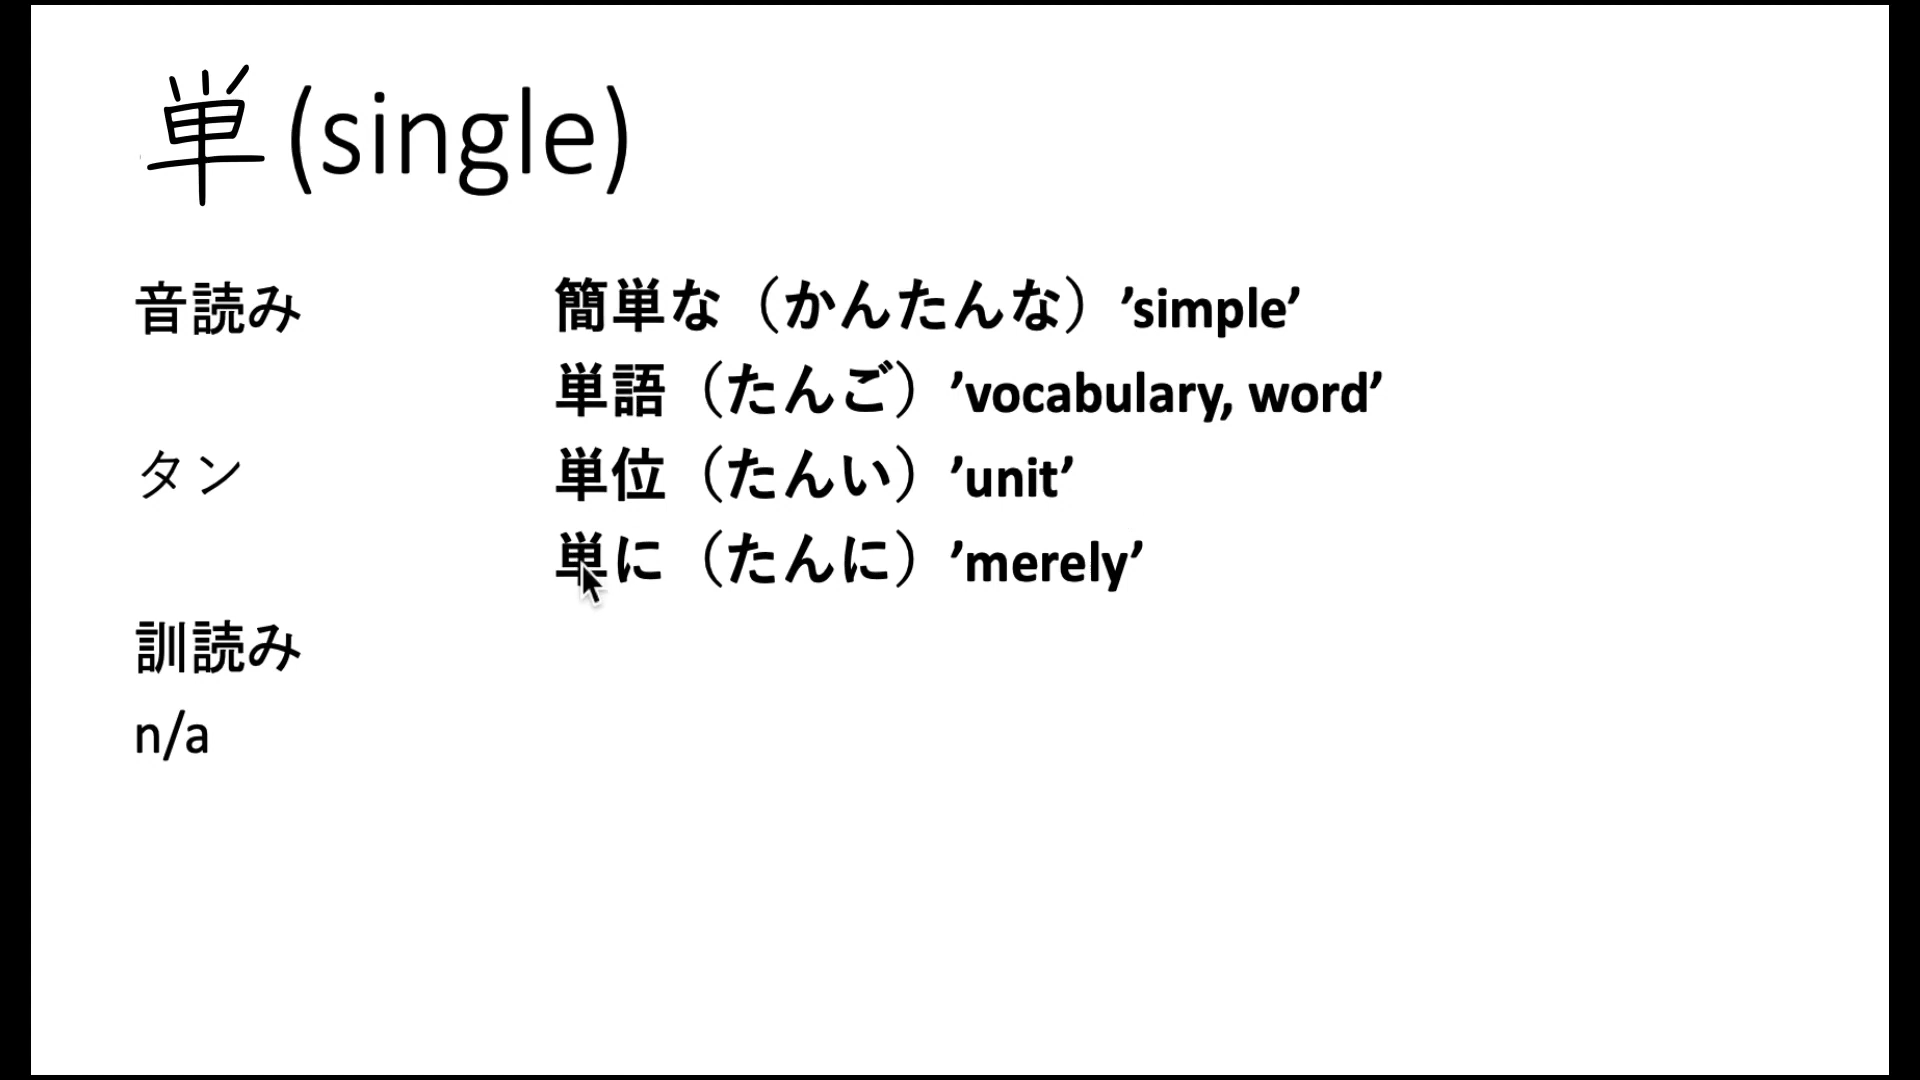 単 (single)
音読み
簡単な（かんたんな）’simple’
単語（たんご）’vocabulary, word’
タン
単位（たんい）’unit’
単に（たんに）’merely’
訓読み
n/a